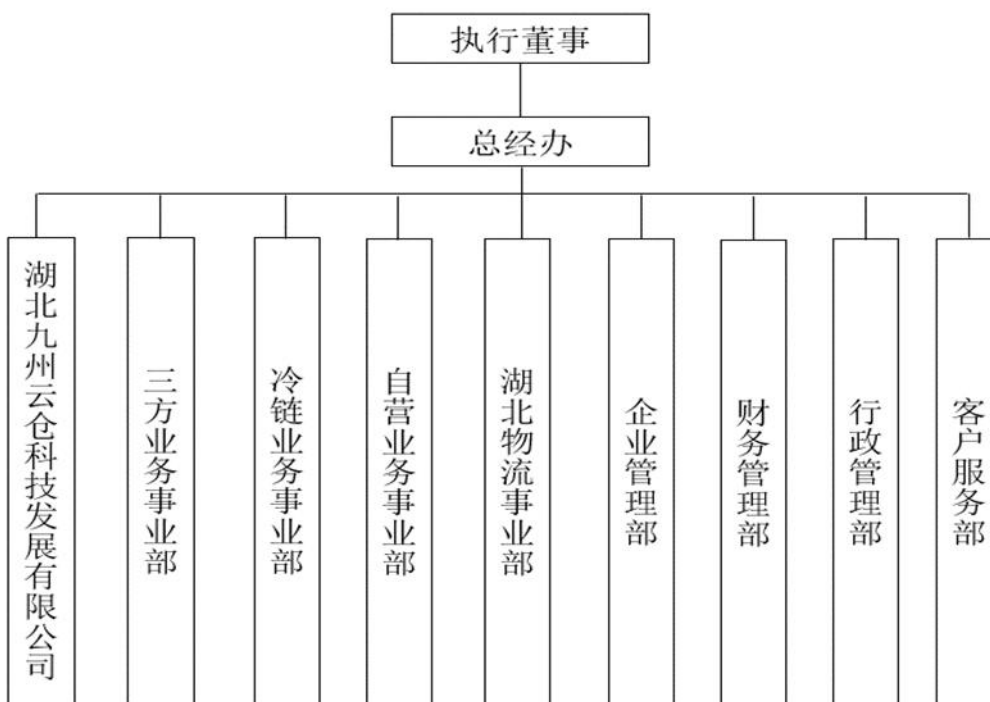 执行董事
总经办
湖北九州云仓科技发展有限公司
三方业务事业部
冷链业务事业部
自营业务事业部
湖北物流事业部
企业管理部
财务管理部
行政管理部
客户服务部